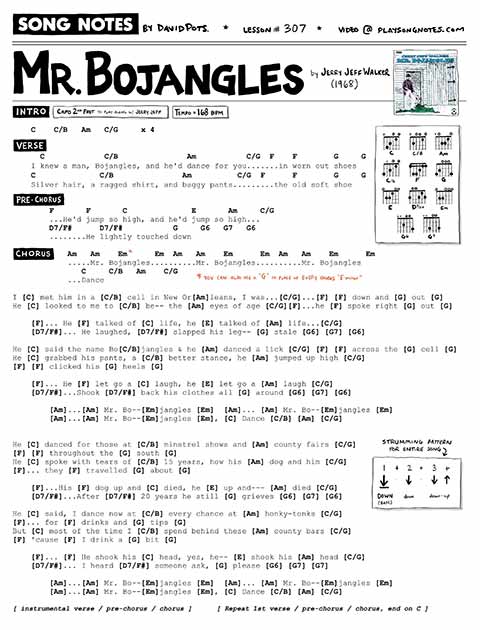 SONG NOTES BY DAVID POTS. * LESSON # 307 * VIDEO @ PLAYSONGNOTES.COM
MR. BOJANGLES by JERRY JEFF WALKER (1968)
INTRO CAPO 2ND FRET TO PLAY ALONG W/ JERRY JEFF TEMPO = 168 BPM
C C/B Am C/G x 4
VERSE
C C/B Am C/G F F G G
I knew a man, Bojangles, and he'd dance for you.......in worn out shoes
C C/B Am C/G F F G G
Silver hair, a ragged shirt, and baggy pants.........the old soft shoe
PRE-CHORUS
F F C E Am C/G
...He'd jump so high, and he'd jump so high...
D7/F# D7/F# G G6 G7 G6
........He lightly touched down
CHORUS Am Am Em* Em Am Am Em Em Am Am Em Em
.....Mr. Bojangles.........Mr. Bojangles.........Mr. Bojangles
C C/B Am C/G
...Dance
* YOU CAN ALSO PLAY A "G" IN PLACE OF EVERY CHORUS "E MINOR"
C C/B Am
C/G F G
E D7/F# Em
G6 G7
I [C] met him in a [C/B] cell in New Or[Am]leans, I was...[C/G]...[F] [F] down and [G] out [G]
He [C] looked to me to [C/B] be-- the [Am] eyes of age [C/G][F]...he [F] spoke right [G] out [G]
[F]... He [F] talked of [C] life, he [E] talked of [Am] life...[C/G]
[D7/F#]... He laughed, [D7/F#] slapped his leg-- [G] stale [G6] [G7] [G6]
He [C] said the name Bo[C/B]jangles & he [Am] danced a lick [C/G] [F] [F] across the [G] cell [G]
He [C] grabbed his pants, a [C/B] better stance, he [Am] jumped up high [C/G]
[F] [F] clicked his [G] heels [G]
[F]... He [F] let go a [C] laugh, he [E] let go a [Am] laugh [C/G]
[D7/F#]...Shook [D7/F#] back his clothes all [G] around [G6] [G7] [G6]
[Am]...[Am] Mr. Bo--[Em]jangles [Em] [Am]... [Am] Mr. Bo--[Em]jangles [Em]
[Am]...[Am] Mr. Bo--[Em]jangles [Em], [C] Dance [C/B] [Am] [C/G]
He [C] danced for those at [C/B] minstrel shows and [Am] county fairs [C/G]
[F] [F] throughout the [G] south [G]
He [C] spoke with tears of [C/B] 15 years, how his [Am] dog and him [C/G]
[F]... they [F] travelled [G] about [G]
[F]...His [F] dog up and [C] died, he [E] up and--- [Am] died [C/G]
[D7/F#]...After [D7/F#] 20 years he still [G] grieves [G6] [G7] [G6]
STRUMMING PATTERN FOR ENTIRE SONG
1 + 2 + 3 +
DOWN down down-up
(BASS)
He [C] said, I dance now at [C/B] every chance at [Am] honky-tonks [C/G]
[F]... for [F] drinks and [G] tips [G]
But [C] most of the time I [C/B] spend behind these [Am] county bars [C/G]
[F] 'cause [F] I drink a [G] bit [G]
[F]... [F] He shook his [C] head, yes, he-- [E] shook his [Am] head [C/G]
[D7/F#]... I heard [D7/F#] someone ask, [G] please [G6] [G7] [G7]
[Am]...[Am] Mr. Bo--[Em]jangles [Em] [Am]... [Am] Mr. Bo--[Em]jangles [Em]
[Am]...[Am] Mr. Bo--[Em]jangles [Em], [C] Dance [C/B] [Am] [C/G]
[ instrumental verse / pre-chorus / chorus ] [ Repeat 1st verse / pre-chorus / chorus, end on C ]